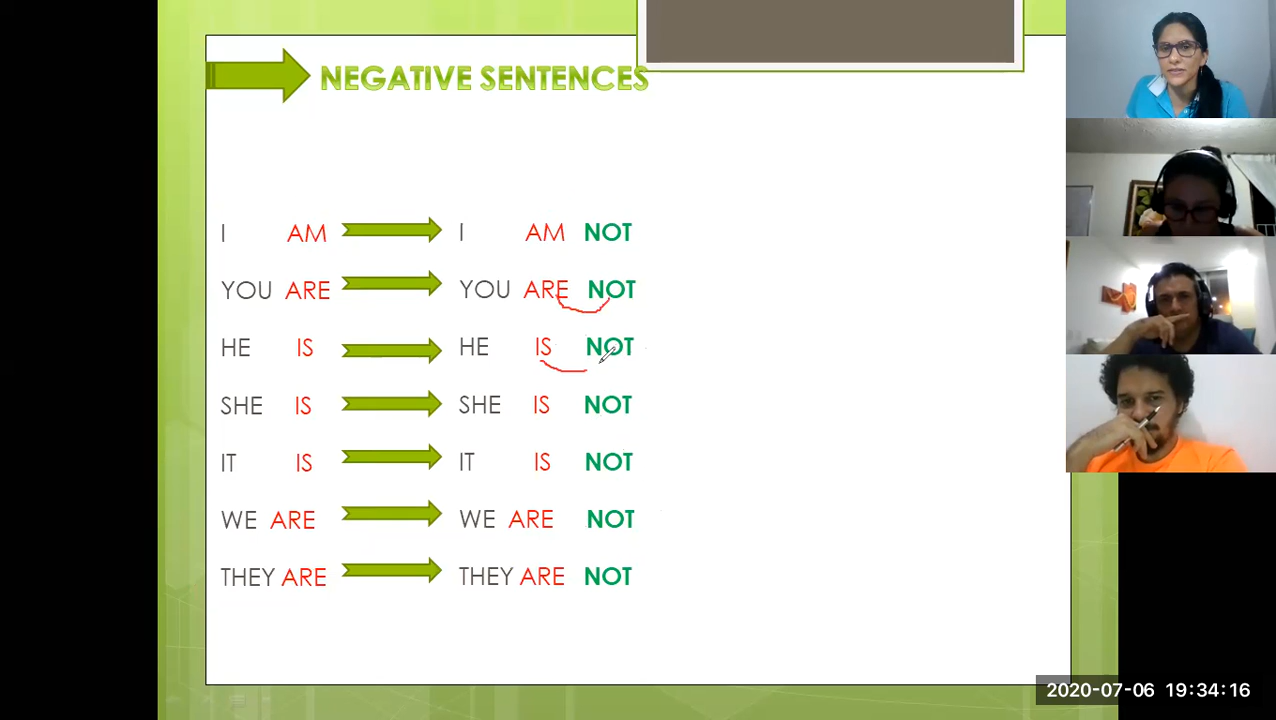 NEGATIVE SENTENCES
I AM I AM NOT
YOU ARE YOU ARE NOT
HE IS HE IS NOT
SHE IS SHE IS NOT
IT IS IT IS NOT
WE ARE WE ARE NOT
THEY ARE THEY ARE NOT
2020-07-06 19:34:16